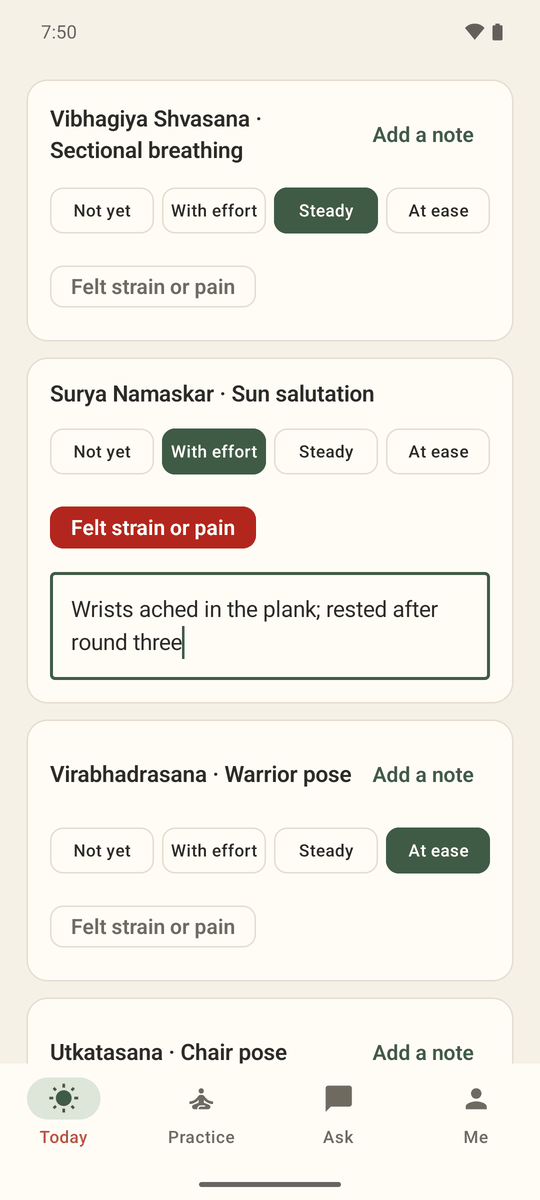 7:50
Vibhagiya Shvasana ·
Sectional breathing
Add a note
Not yet
With effort
Steady
At ease
Felt strain or pain
Surya Namaskar · Sun salutation
Not yet
With effort
Steady
At ease
Felt strain or pain
Wrists ached in the plank; rested after
round three
Virabhadrasana · Warrior pose
Add a note
Not yet
With effort
Steady
At ease
Felt strain or pain
Utkatasana · Chair pose
Add a note
Today
Practice
Ask
Me